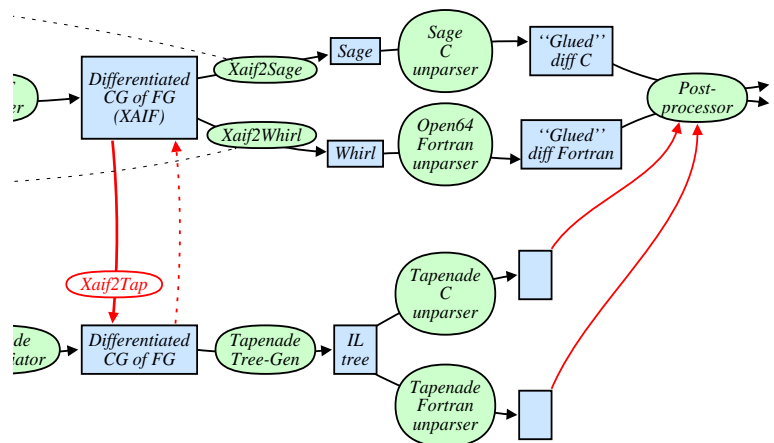 Sage
C
unparser
"Glued"
diff C
Sage
Xaif2Sage
Differentiated
CG of FG
(XAIF)
Post-
processor
Xaif2Whirl
Open64
Fortran
unparser
Whirl
"Glued"
diff Fortran
Xaif2Tap
Tapenade
C
unparser
Differentiated
CG of FG
Tapenade
Tree-Gen
IL
tree
Tapenade
Fortran
unparser